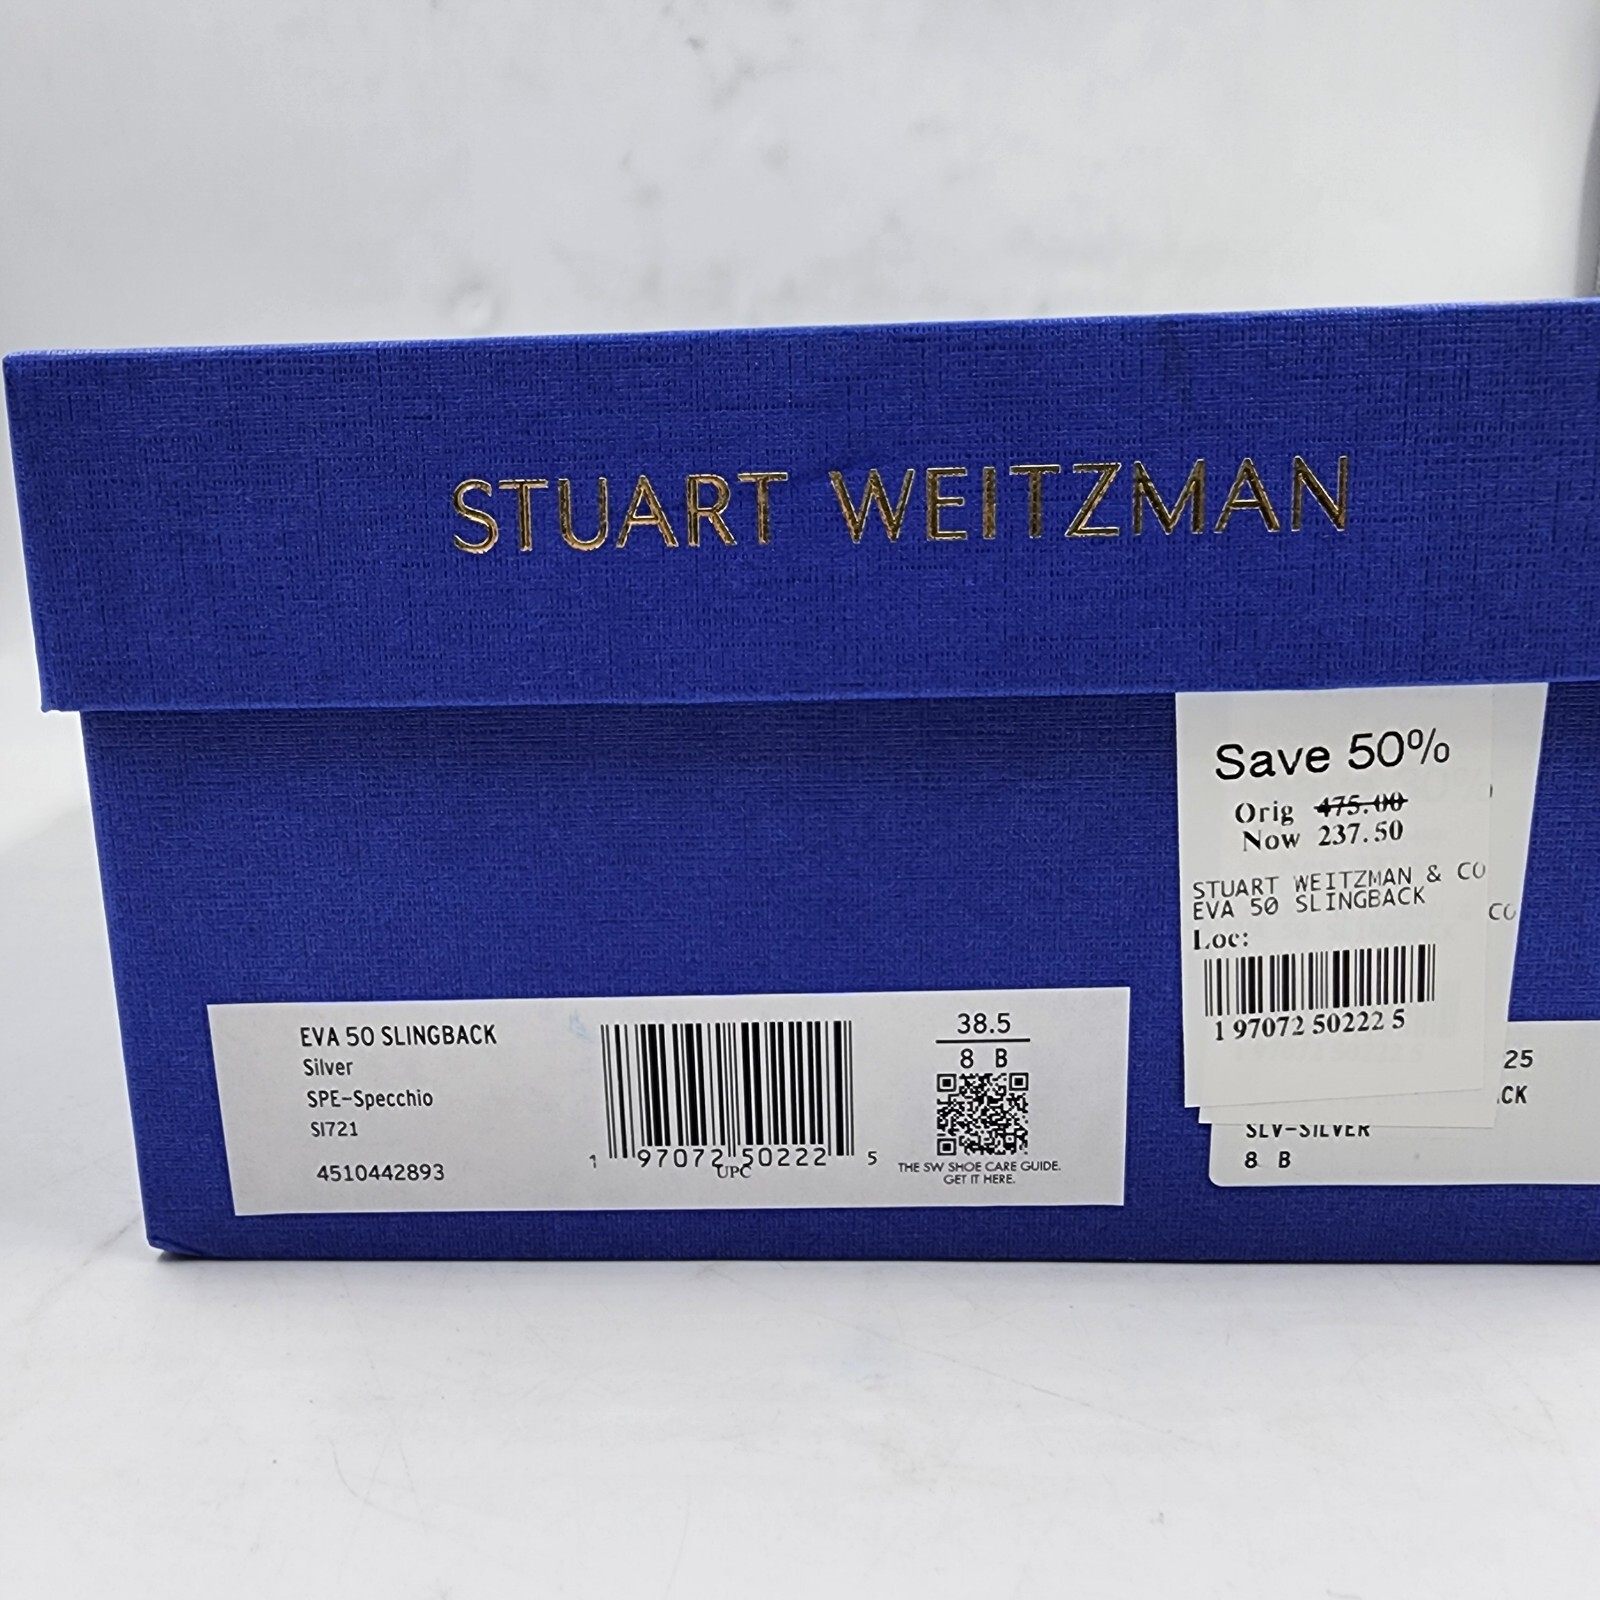 STUART WEITZMAN
Save 50%
Orig 475.00
Now 237.50
STUART WEITZMAN & CO
EVA 50 SLINGBACK
Loc:
1 97072 50222 5
CO
25
CK
SLV-SILVER
8 B
EVA 50 SLINGBACK
Silver
SPE-Specchio
SI721
4510442893
1 97072 50222 5
UPC
38.5
8 B
THE SW SHOE CARE GUIDE.
GET IT HERE.